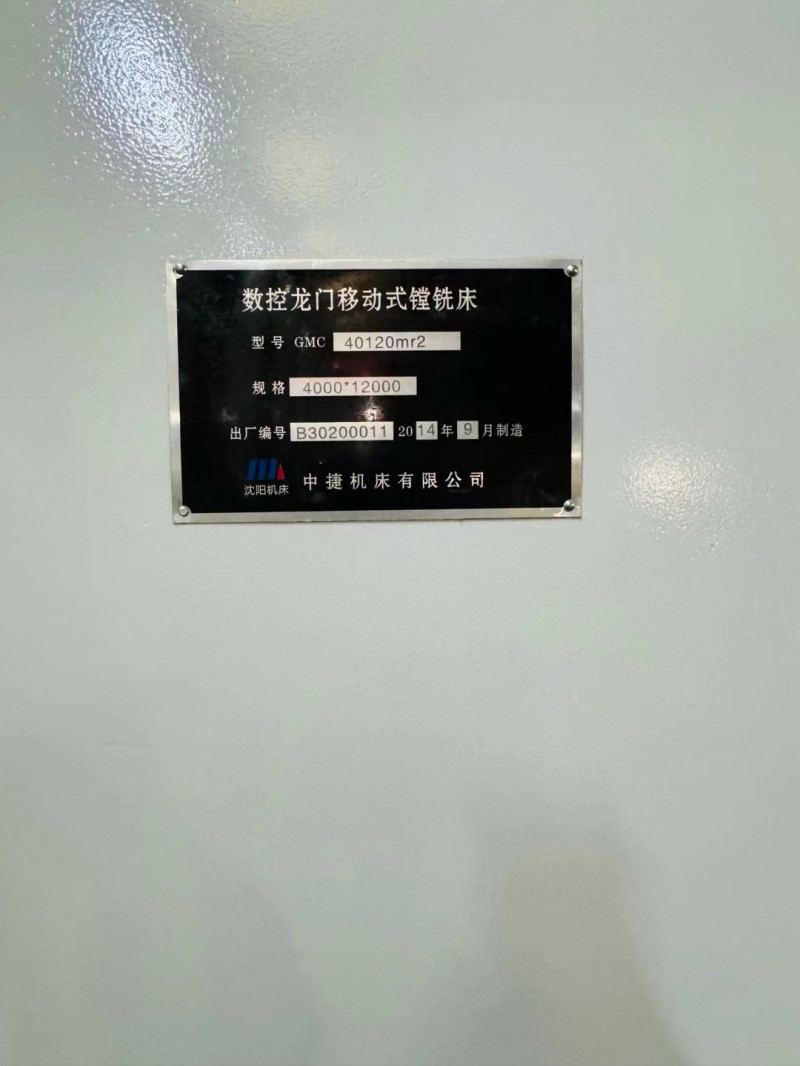 数控龙门移动式镗铣床
型号 GMC 40120mr2
规格 4000*12000
出厂编号 B30200011 2014年9月制造
沈阳机床 中捷机床有限公司